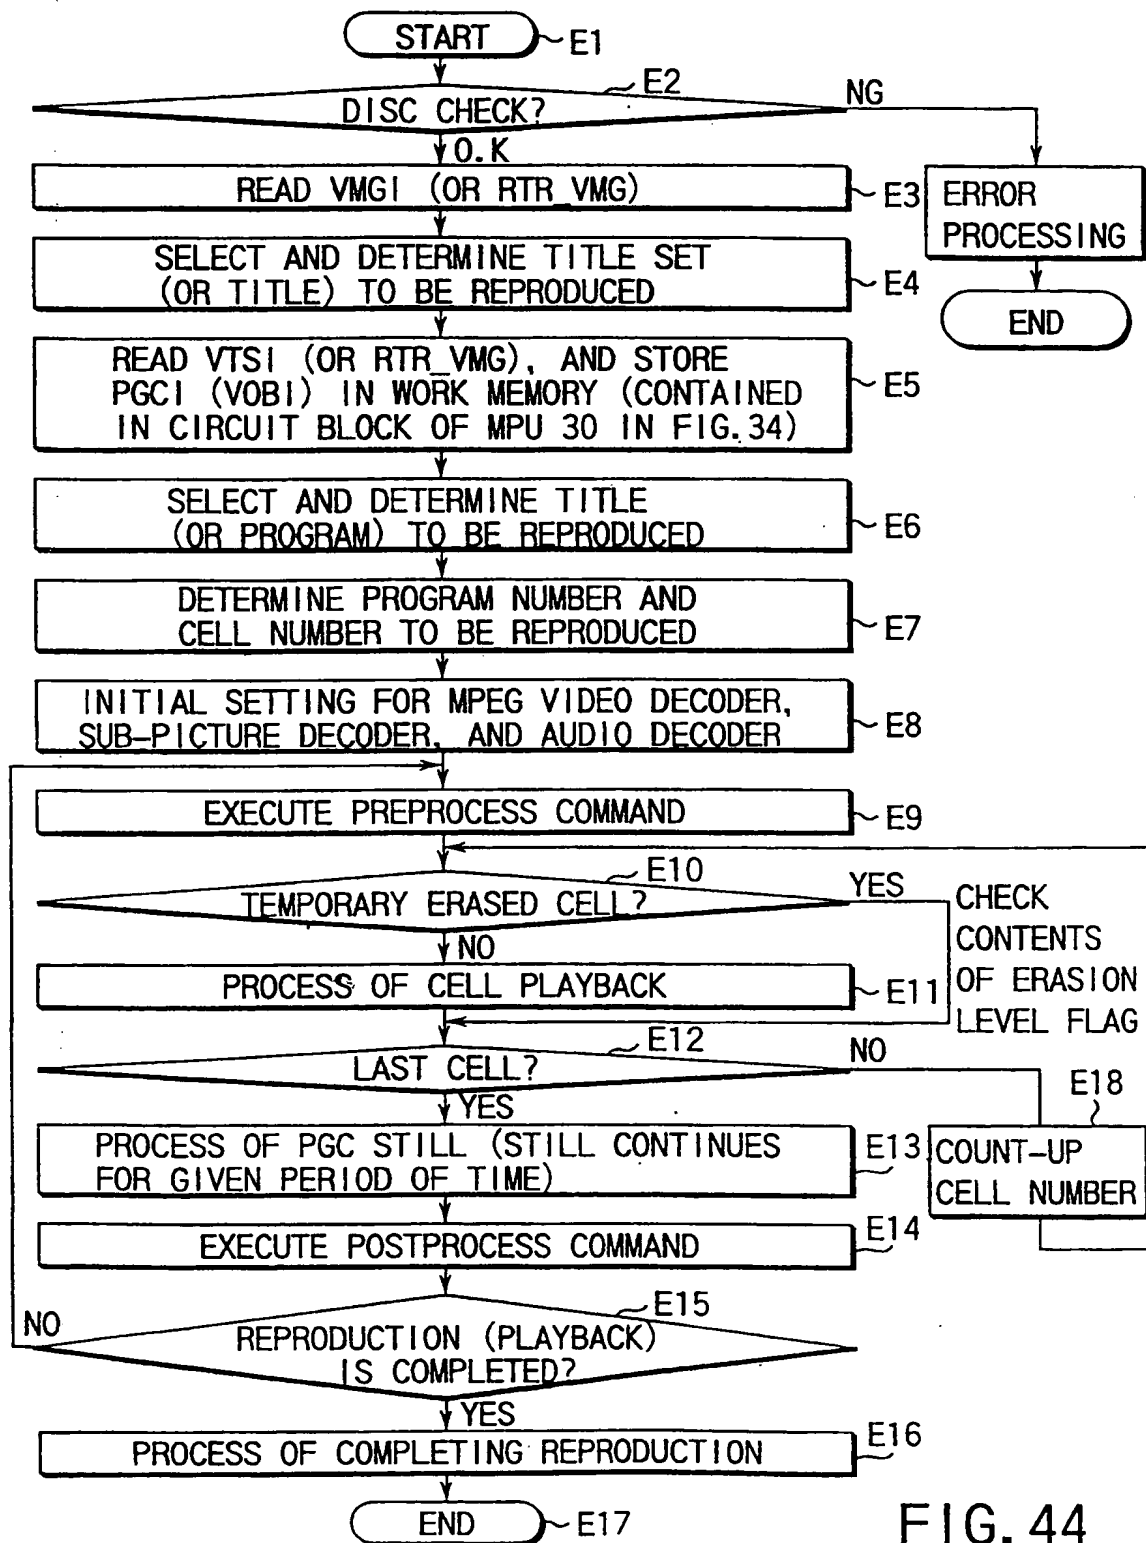 START
E1
E2
DISC CHECK?
NG
O.K
READ VMGI (OR RTR_VMG)
E3
ERROR
PROCESSING
END
SELECT AND DETERMINE TITLE SET
(OR TITLE) TO BE REPRODUCED
E4
READ VTSI (OR RTR_VMG), AND STORE
PGCI (VOBI) IN WORK MEMORY (CONTAINED
IN CIRCUIT BLOCK OF MPU 30 IN FIG.34)
E5
SELECT AND DETERMINE TITLE
(OR PROGRAM) TO BE REPRODUCED
E6
DETERMINE PROGRAM NUMBER AND
CELL NUMBER TO BE REPRODUCED
E7
INITIAL SETTING FOR MPEG VIDEO DECODER,
SUB-PICTURE DECODER, AND AUDIO DECODER
E8
EXECUTE PREPROCESS COMMAND
E9
E10
TEMPORARY ERASED CELL?
YES
NO
CHECK
CONTENTS
OF ERASION
LEVEL FLAG
PROCESS OF CELL PLAYBACK
E11
E12
LAST CELL?
NO
YES
E18
COUNT-UP
CELL NUMBER
PROCESS OF PGC STILL (STILL CONTINUES
FOR GIVEN PERIOD OF TIME)
E13
EXECUTE POSTPROCESS COMMAND
E14
E15
REPRODUCTION (PLAYBACK)
IS COMPLETED?
NO
YES
PROCESS OF COMPLETING REPRODUCTION
E16
END
E17
FIG. 44